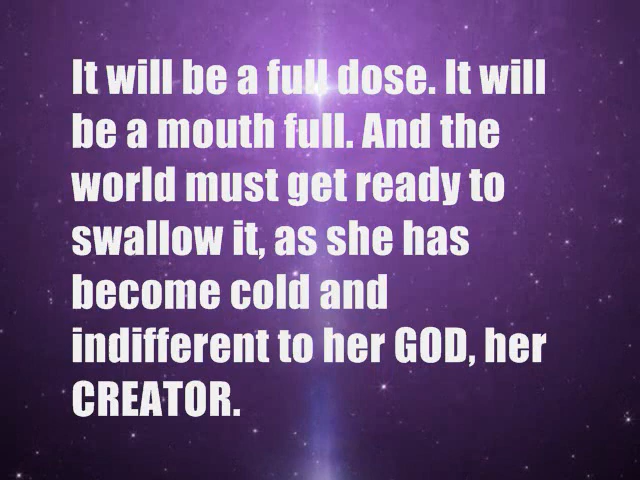 It will be a full dose. It will
be a mouth full. And the
world must get ready to
swallow it, as she has
become cold and
indifferent to her GOD, her
CREATOR.